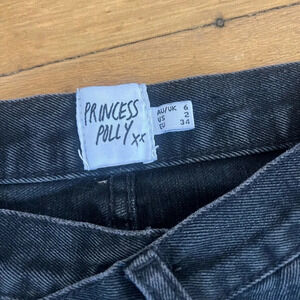 PRINCESS
POLLY xx
AU/UK 6
US 2
EU 34